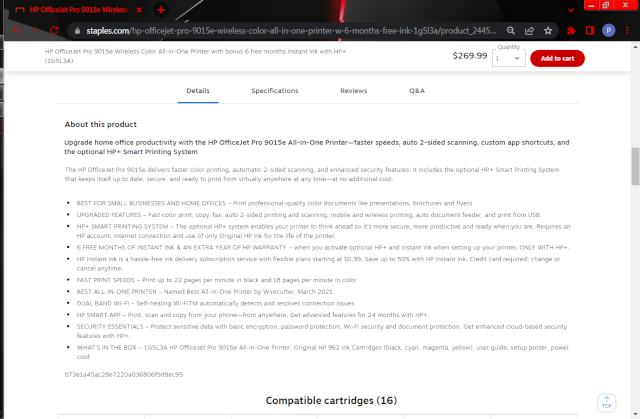 HP OfficeJet Pro 9015e Wireless
staples.com/hp-officejet-pro-9015e-wireless-color-all-in-one-printer-w-6-months-free-ink-1g5l3a/product_2445...
P
HP OfficeJet Pro 9015e Wireless Color All-in-One Printer with bonus 6 free months Instant Ink with HP+
(1G5L3A)
$269.99
Quantity
1
Add to cart
Details
Specifications
Reviews
Q&A
About this product
Upgrade home office productivity with the HP OfficeJet Pro 9015e All-in-One Printer—faster speeds, auto 2-sided scanning, custom app shortcuts, and
the optional HP+ Smart Printing System
The HP OfficeJet Pro 9015e delivers faster color printing, automatic 2-sided scanning, and enhanced security features. It includes the optional HP+ Smart Printing System
that keeps itself up to date, secure, and ready to print from virtually anywhere at any time—at no additional cost.
• BEST FOR SMALL BUSINESSES AND HOME OFFICES – Print professional-quality color documents like presentations, brochures and flyers
• UPGRADED FEATURES – Fast color print, copy, fax, auto 2-sided printing and scanning, mobile and wireless printing, auto document feeder, and print from USB
• HP+ SMART PRINTING SYSTEM – The optional HP+ system enables your printer to think ahead so it's more secure, more productive and ready when you are. Requires an
HP account, internet connection and use of only Original HP Ink for the life of the printer.
• 6 FREE MONTHS OF INSTANT INK & AN EXTRA YEAR OF HP WARRANTY – when you activate optional HP+ and Instant Ink when setting up your printer. ONLY WITH HP+.
• HP Instant Ink is a hassle-free ink delivery subscription service with flexible plans starting at $0.99. Save up to 50% with HP Instant Ink. Credit card required; change or
cancel anytime.
• FAST PRINT SPEEDS – Print up to 22 pages per minute in black and 18 pages per minute in color
• BEST ALL-IN-ONE PRINTER – Named Best All-in-One Printer by Wirecutter, March 2021
• DUAL BAND Wi-Fi – Self-healing Wi-FiTM automatically detects and resolves connection issues
• HP SMART APP – Print, scan and copy from your phone—from anywhere. Get advanced features for 24 months with HP+.
• SECURITY ESSENTIALS – Protect sensitive data with basic encryption, password protection, Wi-Fi security and document protection. Get enhanced cloud-based security
features with HP+.
• WHAT'S IN THE BOX – 1G5L3A HP OfficeJet Pro 9015e All-in-One Printer, Original HP 962 Ink Cartridges (black, cyan, magenta, yellow), user guide, setup poster, power
cord
b73e1a45ac28e7220a036806f9d8ec95
TOP
Compatible cartridges (16)